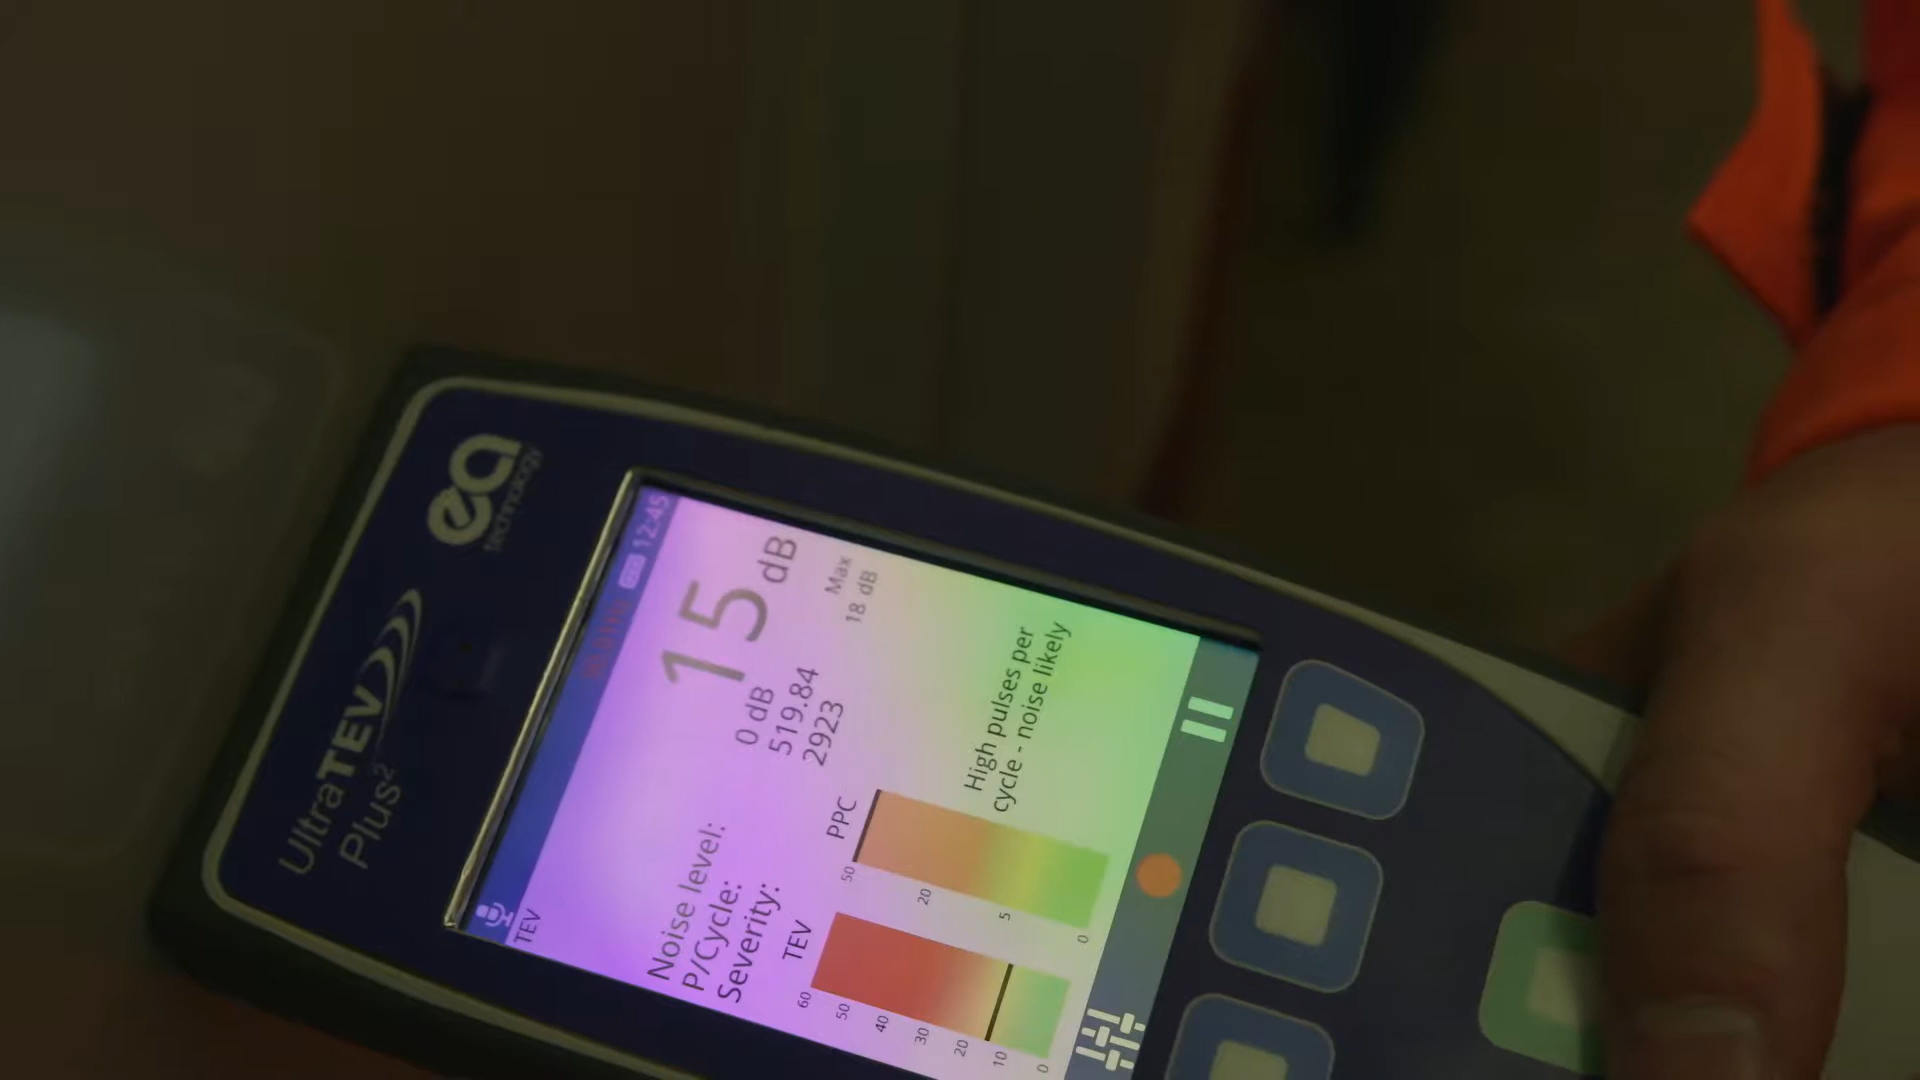 ea
technology
UltraTEV
Plus²
12:45
TEV
15 dB
Noise level: 0 dB
P/Cycle: 519.84
Severity: 2923
Max
18 dB
TEV
60
50
40
30
20
10
0
PPC
50
20
5
0
High pulses per
cycle - noise likely